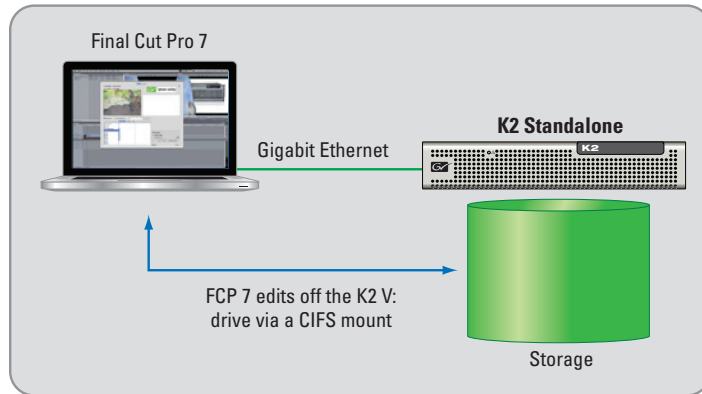 Final Cut Pro 7
K2 Standalone
K2
Gigabit Ethernet
FCP 7 edits off the K2 V:
drive via a CIFS mount
Storage